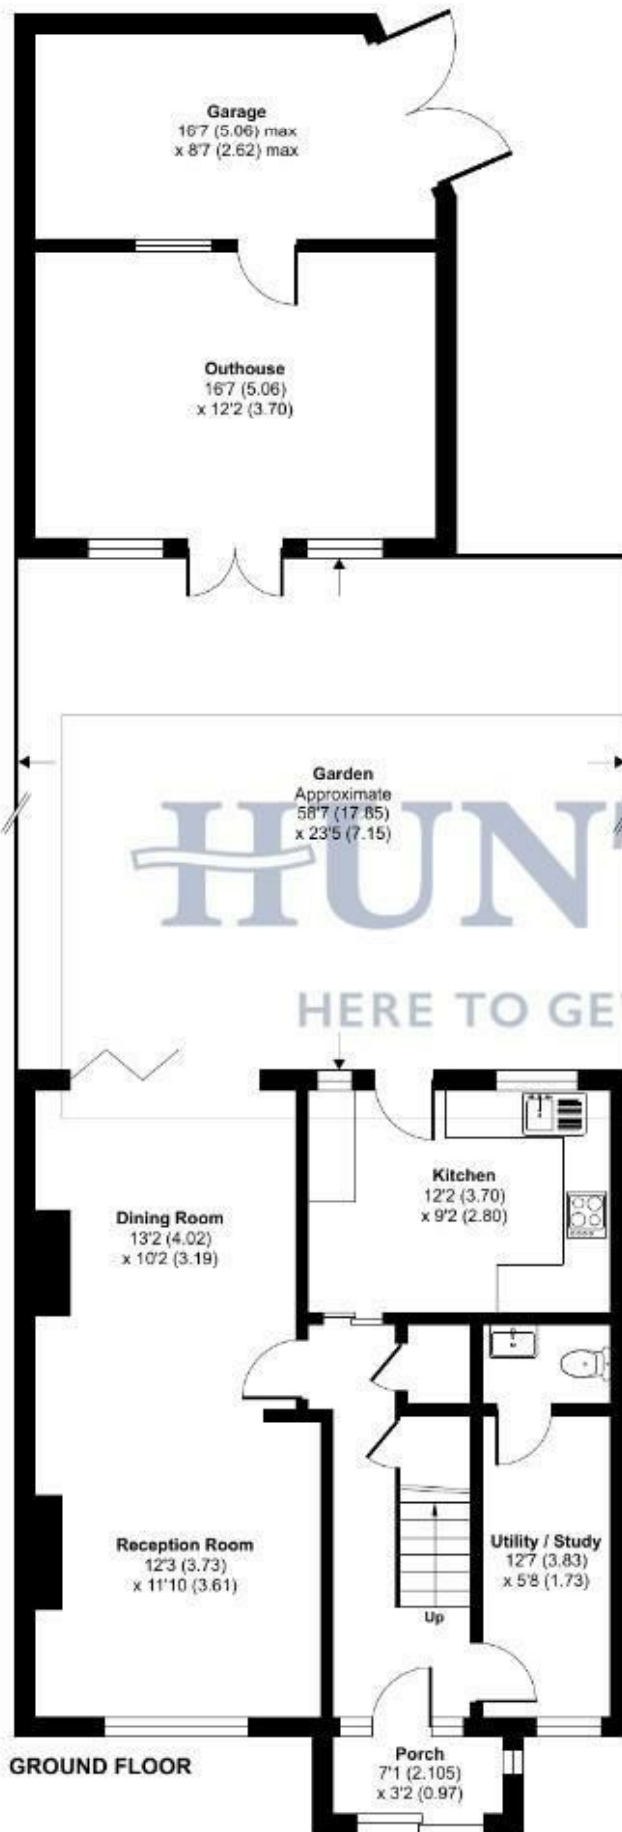 Garage
16'7 (5.06) max
x 8'7 (2.62) max
Outhouse
16'7 (5.06)
x 12'2 (3.70)
Garden
Approximate
58'7 (17.85)
x 23'5 (7.15)
HUNT
HERE TO GE
Kitchen
12'2 (3.70)
x 9'2 (2.80)
Dining Room
13'2 (4.02)
x 10'2 (3.19)
Reception Room
12'3 (3.73)
x 11'10 (3.61)
Utility / Study
12'7 (3.83)
x 5'8 (1.73)
Up
Porch
7'1 (2.105)
x 3'2 (0.97)
GROUND FLOOR